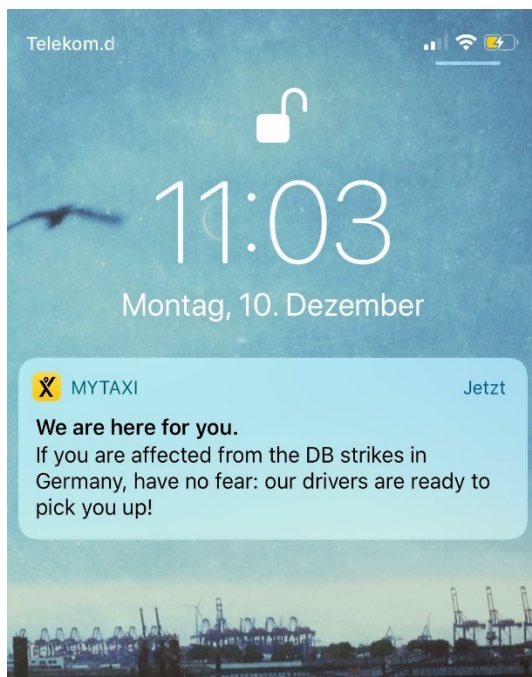 Telekom.d
11:03
Montag, 10. Dezember
MYTAXI
Jetzt
We are here for you.
If you are affected from the DB strikes in
Germany, have no fear: our drivers are ready to
pick you up!